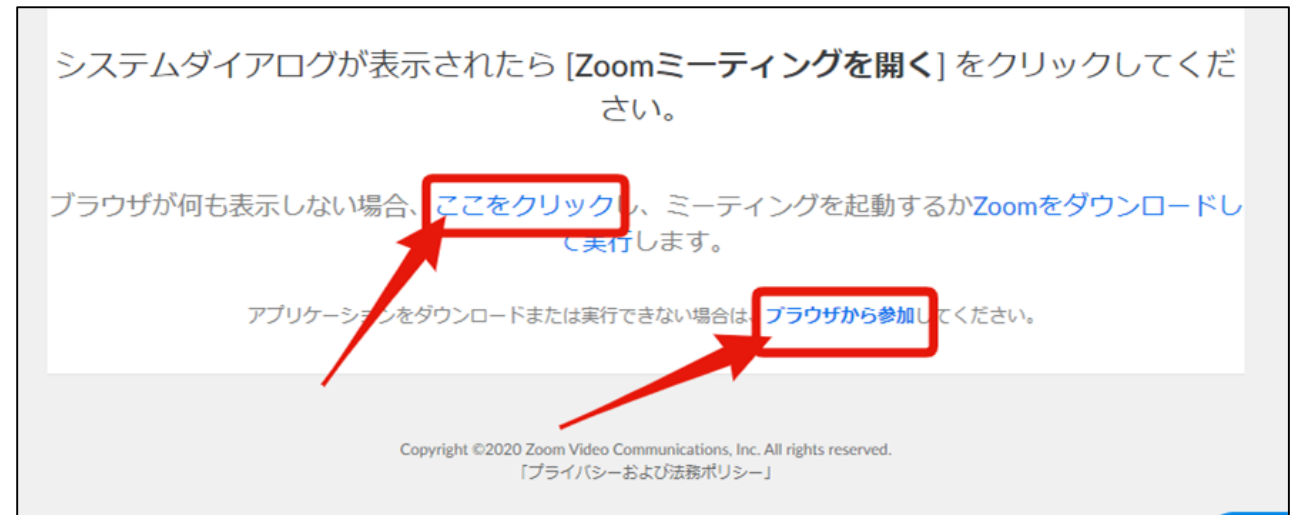 システムダイアログが表示されたら [Zoomミーティングを開く] をクリックしてくだ
さい。
ブラウザが何も表示しない場合、ここをクリックし、ミーティングを起動するかZoomをダウンロードし
て実行します。
アプリケーションをダウンロードまたは実行できない場合は、ブラウザから参加してください。
Copyright ©2020 Zoom Video Communications, Inc. All rights reserved.
「プライバシーおよび法務ポリシー」